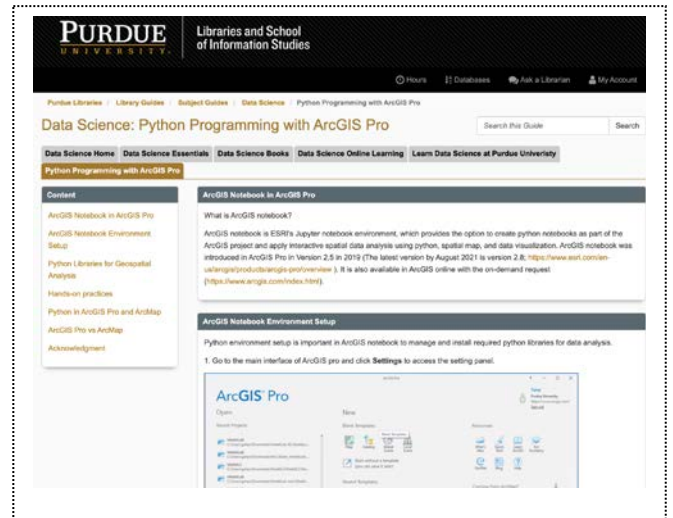 PURDUE
UNIVERSITY.
Libraries and School
of Information Studies
Hours Databases Ask a Librarian My Account
Purdue Libraries Library Guides Subject Guides Data Science Python Programming with ArcGIS Pro
Data Science: Python Programming with ArcGIS Pro
Search this Guide Search
Data Science Home Data Science Essentials Data Science Books Data Science Online Learning Learn Data Science at Purdue Univeristy
Python Programming with ArcGIS Pro
Content
ArcGIS Notebook in ArcGIS Pro
ArcGIS Notebook Environment
Setup
Python Libraries for Geospatial
Analysis
Hands-on practices
Python in ArcGIS Pro and ArcMap
ArcGIS Pro vs ArcMap
Acknowledgment
ArcGIS Notebook in ArcGIS Pro
What is ArcGIS notebook?
ArcGIS notebook is ESRI's Jupyter notebook environment, which provides the option to create python notebooks as part of the
ArcGIS project and apply interactive spatial data analysis using python, spatial map, and data visualization. ArcGIS notebook was
introduced in ArcGIS Pro in Version 2.5 in 2019 (The latest version by August 2021 is version 2.8; https://www.esri.com/en-
us/arcgis/products/arcgis-pro/overview ). It is also available in ArcGIS online with the on-demand request
(https://www.arcgis.com/index.html).
ArcGIS Notebook Environment Setup
Python environment setup is important in ArcGIS notebook to manage and install required python libraries for data analysis.
1. Go to the main interface of ArcGIS pro and click Settings to access the setting panel.
ArcGIS Pro
Open
New